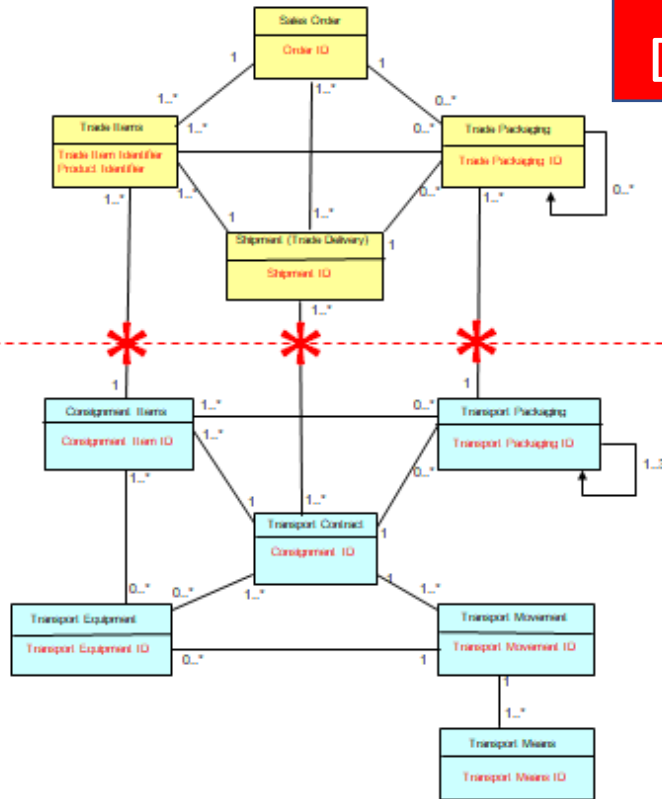 Sales Order
Order ID
1
1
1..*
1..*
0..*
Trade Items
1..*
0..*
Trade Packaging
Trade Item Identifier
Product Identifier
Trade Packaging ID
1..*
1..*
0..*
1..*
0..*
1
1..*
1
Shipment (Trade Delivery)
Shipment ID
1..*
1
1
Consignment Items
1..*
0..*
Transport Packaging
Consignment Item ID
1..*
Transport Packaging ID
1..*
0..*
1
1..*
1
Transport Contract
Consignment ID
0..*
0..*
1..*
1
1..*
Transport Equipment
Transport Movement
Transport Equipment ID
0..*
1
Transport Movement ID
1
1..*
Transport Means
Transport Means ID